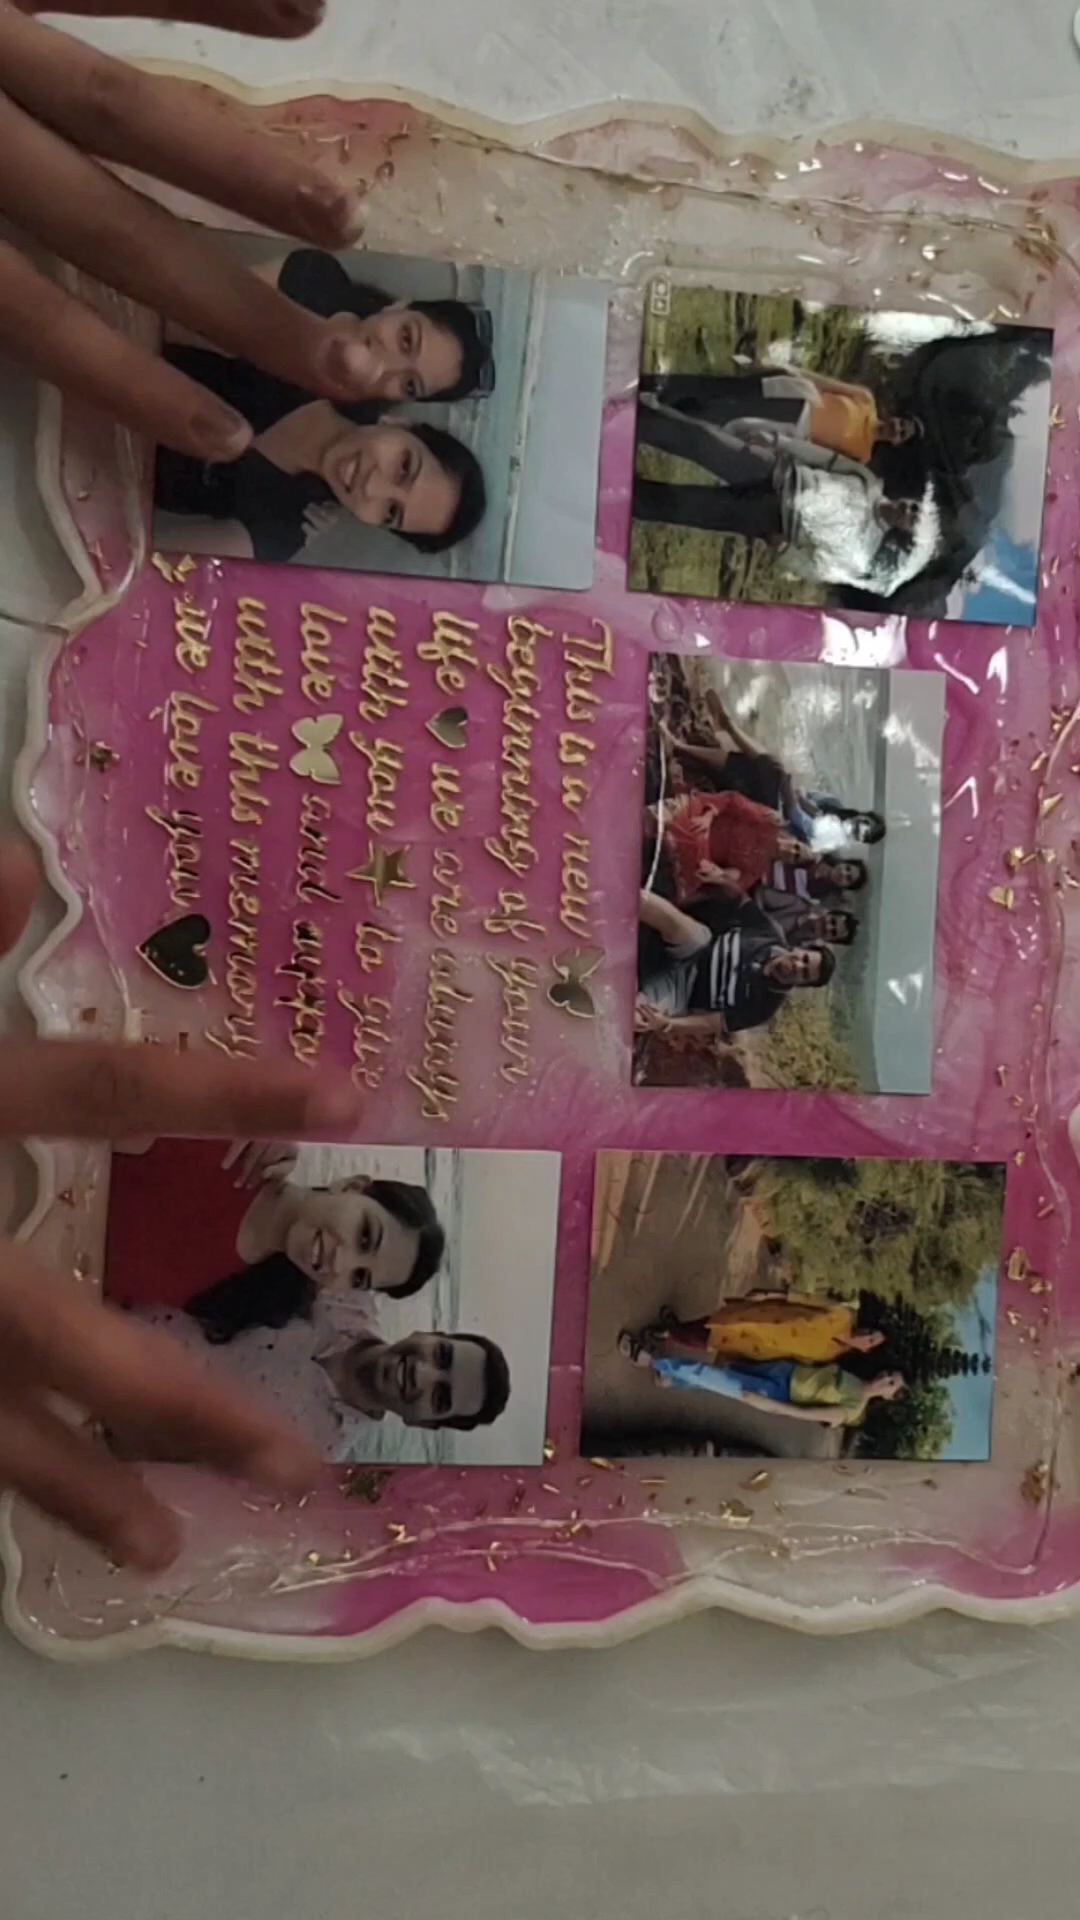 This is a new
beginning of your
life we are always
with you to give
love and
with this memory
we love you